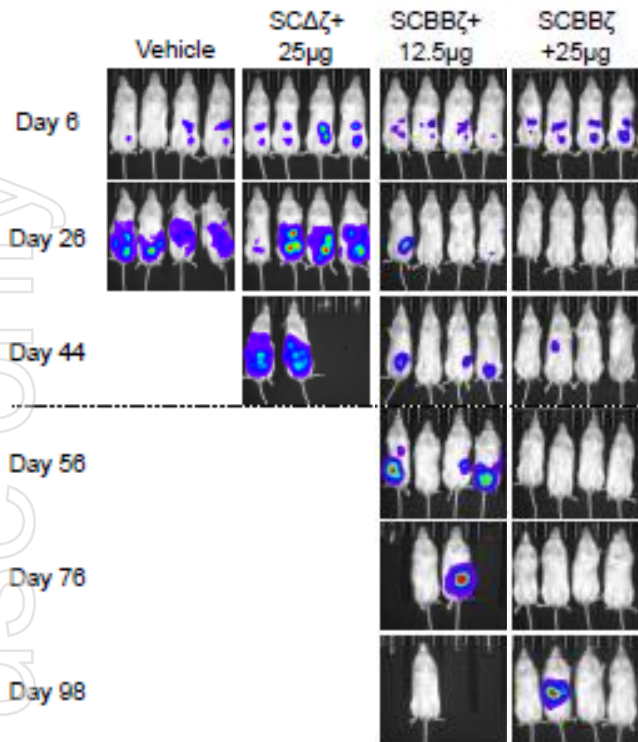 SCΔζ+ SCBBζ+ SCBBζ
Vehicle 25µg 12.5µg +25µg
Day 6
Day 26
Day 44
Day 56
Day 76
Day 98